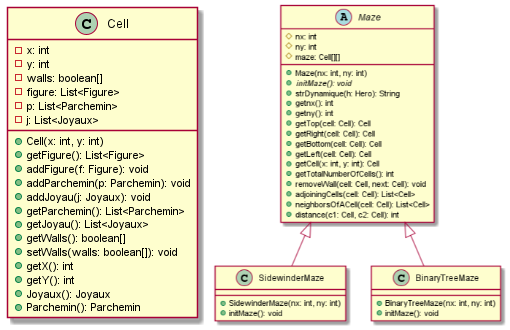 C Cell
x: int
y: int
walls: boolean[]
figure: List<Figure>
p: List<Parchemin>
j: List<Joyaux>
Cell(x: int, y: int)
getFigure(): List<Figure>
addFigure(f: Figure): void
addParchemin(p: Parchemin): void
addJoyau(j: Joyaux): void
getParchemin(): List<Parchemin>
getJoyau(): List<Joyaux>
getWalls(): boolean[]
setWalls(walls: boolean[]): void
getX(): int
getY(): int
Joyaux(): Joyaux
Parchemin(): Parchemin
A Maze
nx: int
ny: int
maze: Cell[][]
Maze(nx: int, ny: int)
initMaze(): void
strDynamique(h: Hero): String
getnx(): int
getny(): int
getTop(cell: Cell): Cell
getRight(cell: Cell): Cell
getBottom(cell: Cell): Cell
getLeft(cell: Cell): Cell
getCell(x: int, y: int): Cell
getTotalNumberOfCells(): int
removeWall(cell: Cell, next: Cell): void
adjoiningCells(cell: Cell): List<Cell>
neighborsOfACell(cell: Cell): List<Cell>
distance(c1: Cell, c2: Cell): int
C SidewinderMaze
SidewinderMaze(nx: int, ny: int)
initMaze(): void
C BinaryTreeMaze
BinaryTreeMaze(nx: int, ny: int)
initMaze(): void